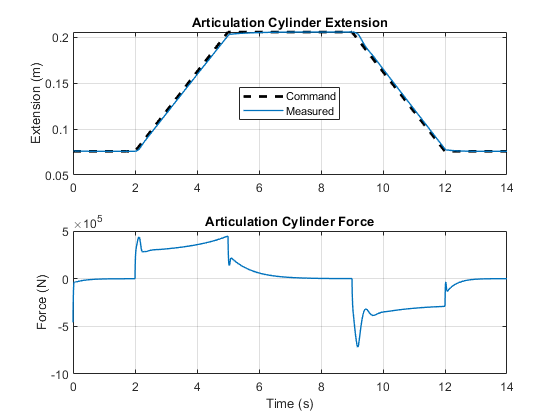 Articulation Cylinder Extension
0.2
0.15
0.1
0.05
Extension (m)
Command
Measured
0 2 4 6 8 10 12 14
Articulation Cylinder Force
×10^5
5
0
-5
-10
Force (N)
0 2 4 6 8 10 12 14
Time (s)